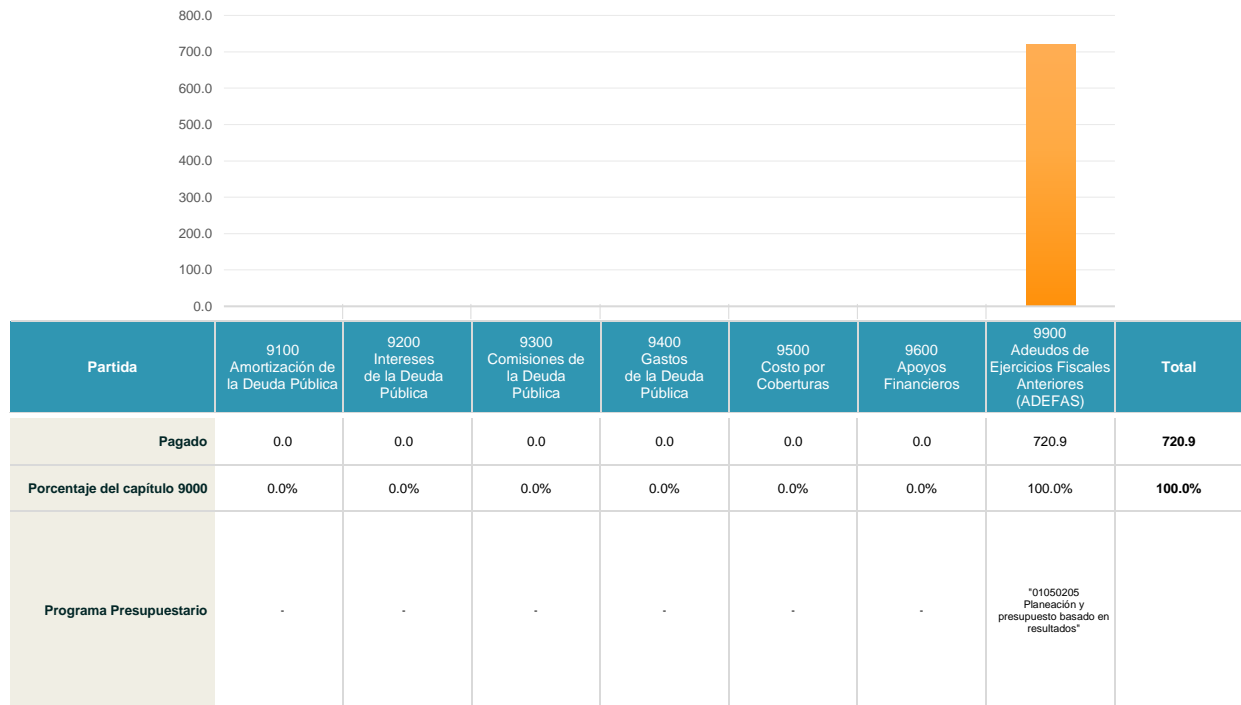 800.0
700.0
600.0
500.0
400.0
300.0
200.0
100.0
0.0
Partida
9100
Amortización de
la Deuda Pública
9200
Intereses
de la Deuda
Pública
9300
Comisiones de
la Deuda
Pública
9400
Gastos
de la Deuda
Pública
9500
Costo por
Coberturas
9600
Apoyos
Financieros
9900
Adeudos de
Ejercicios Fiscales
Anteriores
(ADEFAS)
Total
Pagado 0.0 0.0 0.0 0.0 0.0 0.0 720.9 720.9
Porcentaje del capítulo 9000 0.0% 0.0% 0.0% 0.0% 0.0% 0.0% 100.0% 100.0%
Programa Presupuestario - - - - - -
"01050205
Planeación y
presupuesto basado en
resultados"